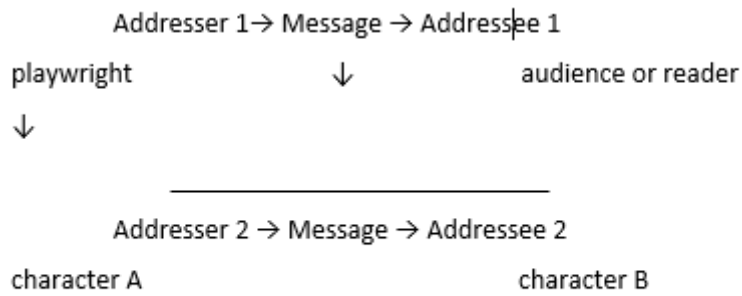 Addresser 1→ Message → Addressee 1
playwright ↓ audience or reader
↓
Addresser 2 → Message → Addressee 2
character A character B